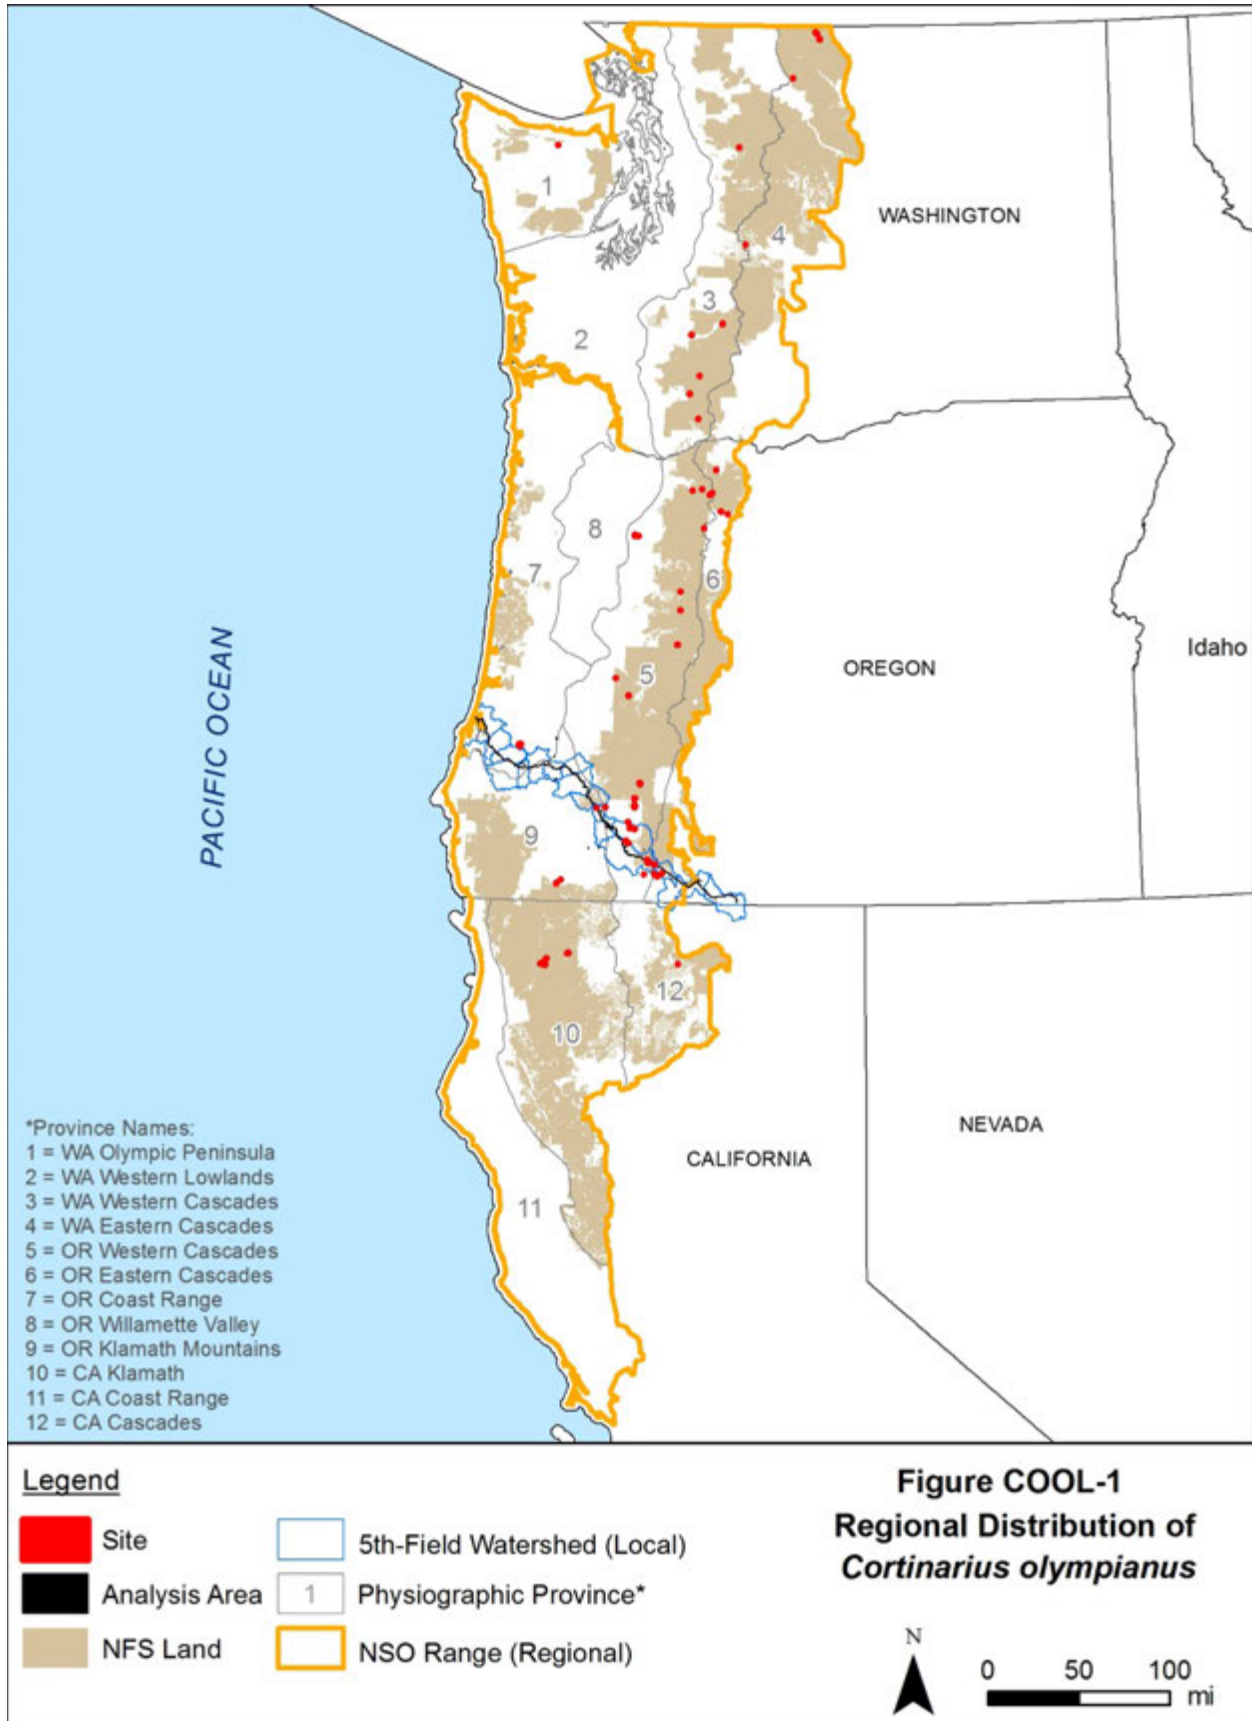 1
WASHINGTON
4
3
2
8
7
6
Idaho
OREGON
5
PACIFIC OCEAN
9
12
10
NEVADA
CALIFORNIA
11
*Province Names:
1 = WA Olympic Peninsula
2 = WA Western Lowlands
3 = WA Western Cascades
4 = WA Eastern Cascades
5 = OR Western Cascades
6 = OR Eastern Cascades
7 = OR Coast Range
8 = OR Willamette Valley
9 = OR Klamath Mountains
10 = CA Klamath
11 = CA Coast Range
12 = CA Cascades
Legend
Site
Analysis Area
NFS Land
5th-Field Watershed (Local)
1 Physiographic Province*
NSO Range (Regional)
Figure COOL-1
Regional Distribution of
Cortinarius olympianus
N
0 50 100
mi